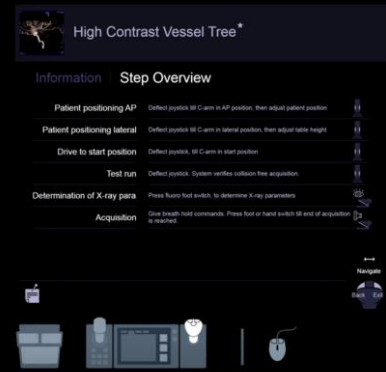 High Contrast Vessel Tree*
Information Step Overview
Patient positioning AP Deflect joystick till C-arm in AP position, then adjust patient position
Patient positioning lateral Deflect joystick till C-arm in lateral position, then adjust table height
Drive to start position Deflect joystick, till C-arm in start position
Test run Deflect joystick. System verifies collision free acquisition
Determination of X-ray para Press fluoro foot switch, to determine X-ray parameters
Acquisition Give breath hold commands. Press foot or hand switch till end of acquisition
is reached.
Navigate
Back Exit